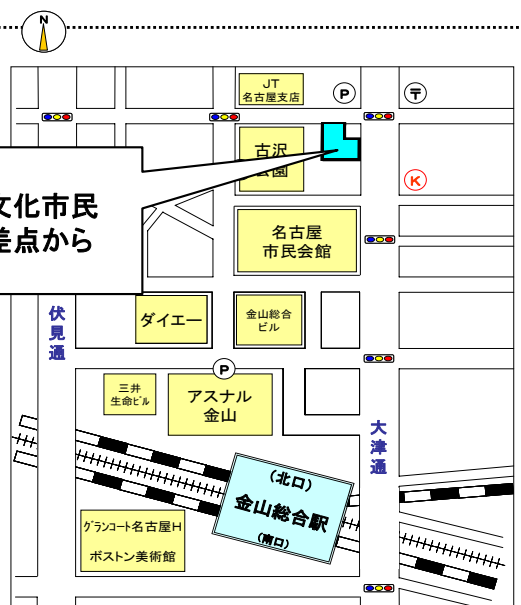 N
JT
名古屋支店
P
〒
古沢
公園
K
文化市民
差点から
名古屋
市民会館
伏見通
ダイエー
金山総合
ビル
P
三井
生命ビル
アスナル
金山
大津通
(北口)
金山総合駅
(南口)
グランコート名古屋H
ボストン美術館